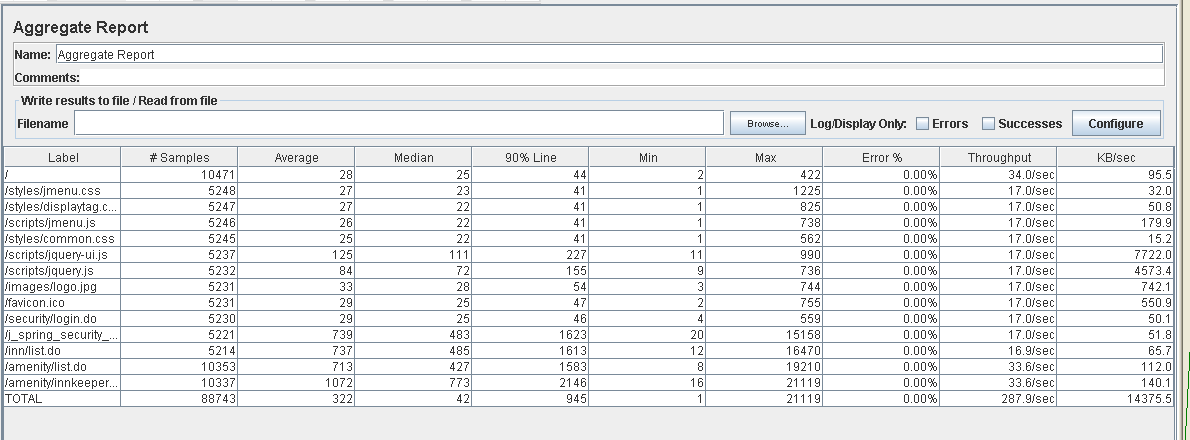 Aggregate Report
Name: Aggregate Report
Comments:
Write results to file / Read from file
Filename Browse... Log/Display Only: Errors Successes Configure
Label # Samples Average Median 90% Line Min Max Error % Throughput KB/sec
/ 10471 28 25 44 2 422 0.00% 34.0/sec 95.5
/styles/jmenu.css 5248 27 23 41 1 1225 0.00% 17.0/sec 32.0
/styles/displaytag.c... 5247 27 22 41 1 825 0.00% 17.0/sec 50.8
/scripts/jmenu.js 5246 26 22 41 1 738 0.00% 17.0/sec 179.9
/styles/common.css 5245 25 22 41 1 562 0.00% 17.0/sec 15.2
/scripts/jquery-ui.js 5237 125 111 227 11 990 0.00% 17.0/sec 7722.0
/scripts/jquery.js 5232 84 72 155 9 736 0.00% 17.0/sec 4573.4
/images/logo.jpg 5231 33 28 54 3 744 0.00% 17.0/sec 742.1
/favicon.ico 5231 29 25 47 2 755 0.00% 17.0/sec 550.9
/security/login.do 5230 29 25 46 4 559 0.00% 17.0/sec 50.1
/j_spring_security_... 5221 739 483 1623 20 15158 0.00% 17.0/sec 51.8
/inn/list.do 5214 737 485 1613 12 16470 0.00% 16.9/sec 65.7
/amenity/list.do 10353 713 427 1583 8 19210 0.00% 33.6/sec 112.0
/amenity/innkeeper... 10337 1072 773 2146 16 21119 0.00% 33.6/sec 140.1
TOTAL 88743 322 42 945 1 21119 0.00% 287.9/sec 14375.5